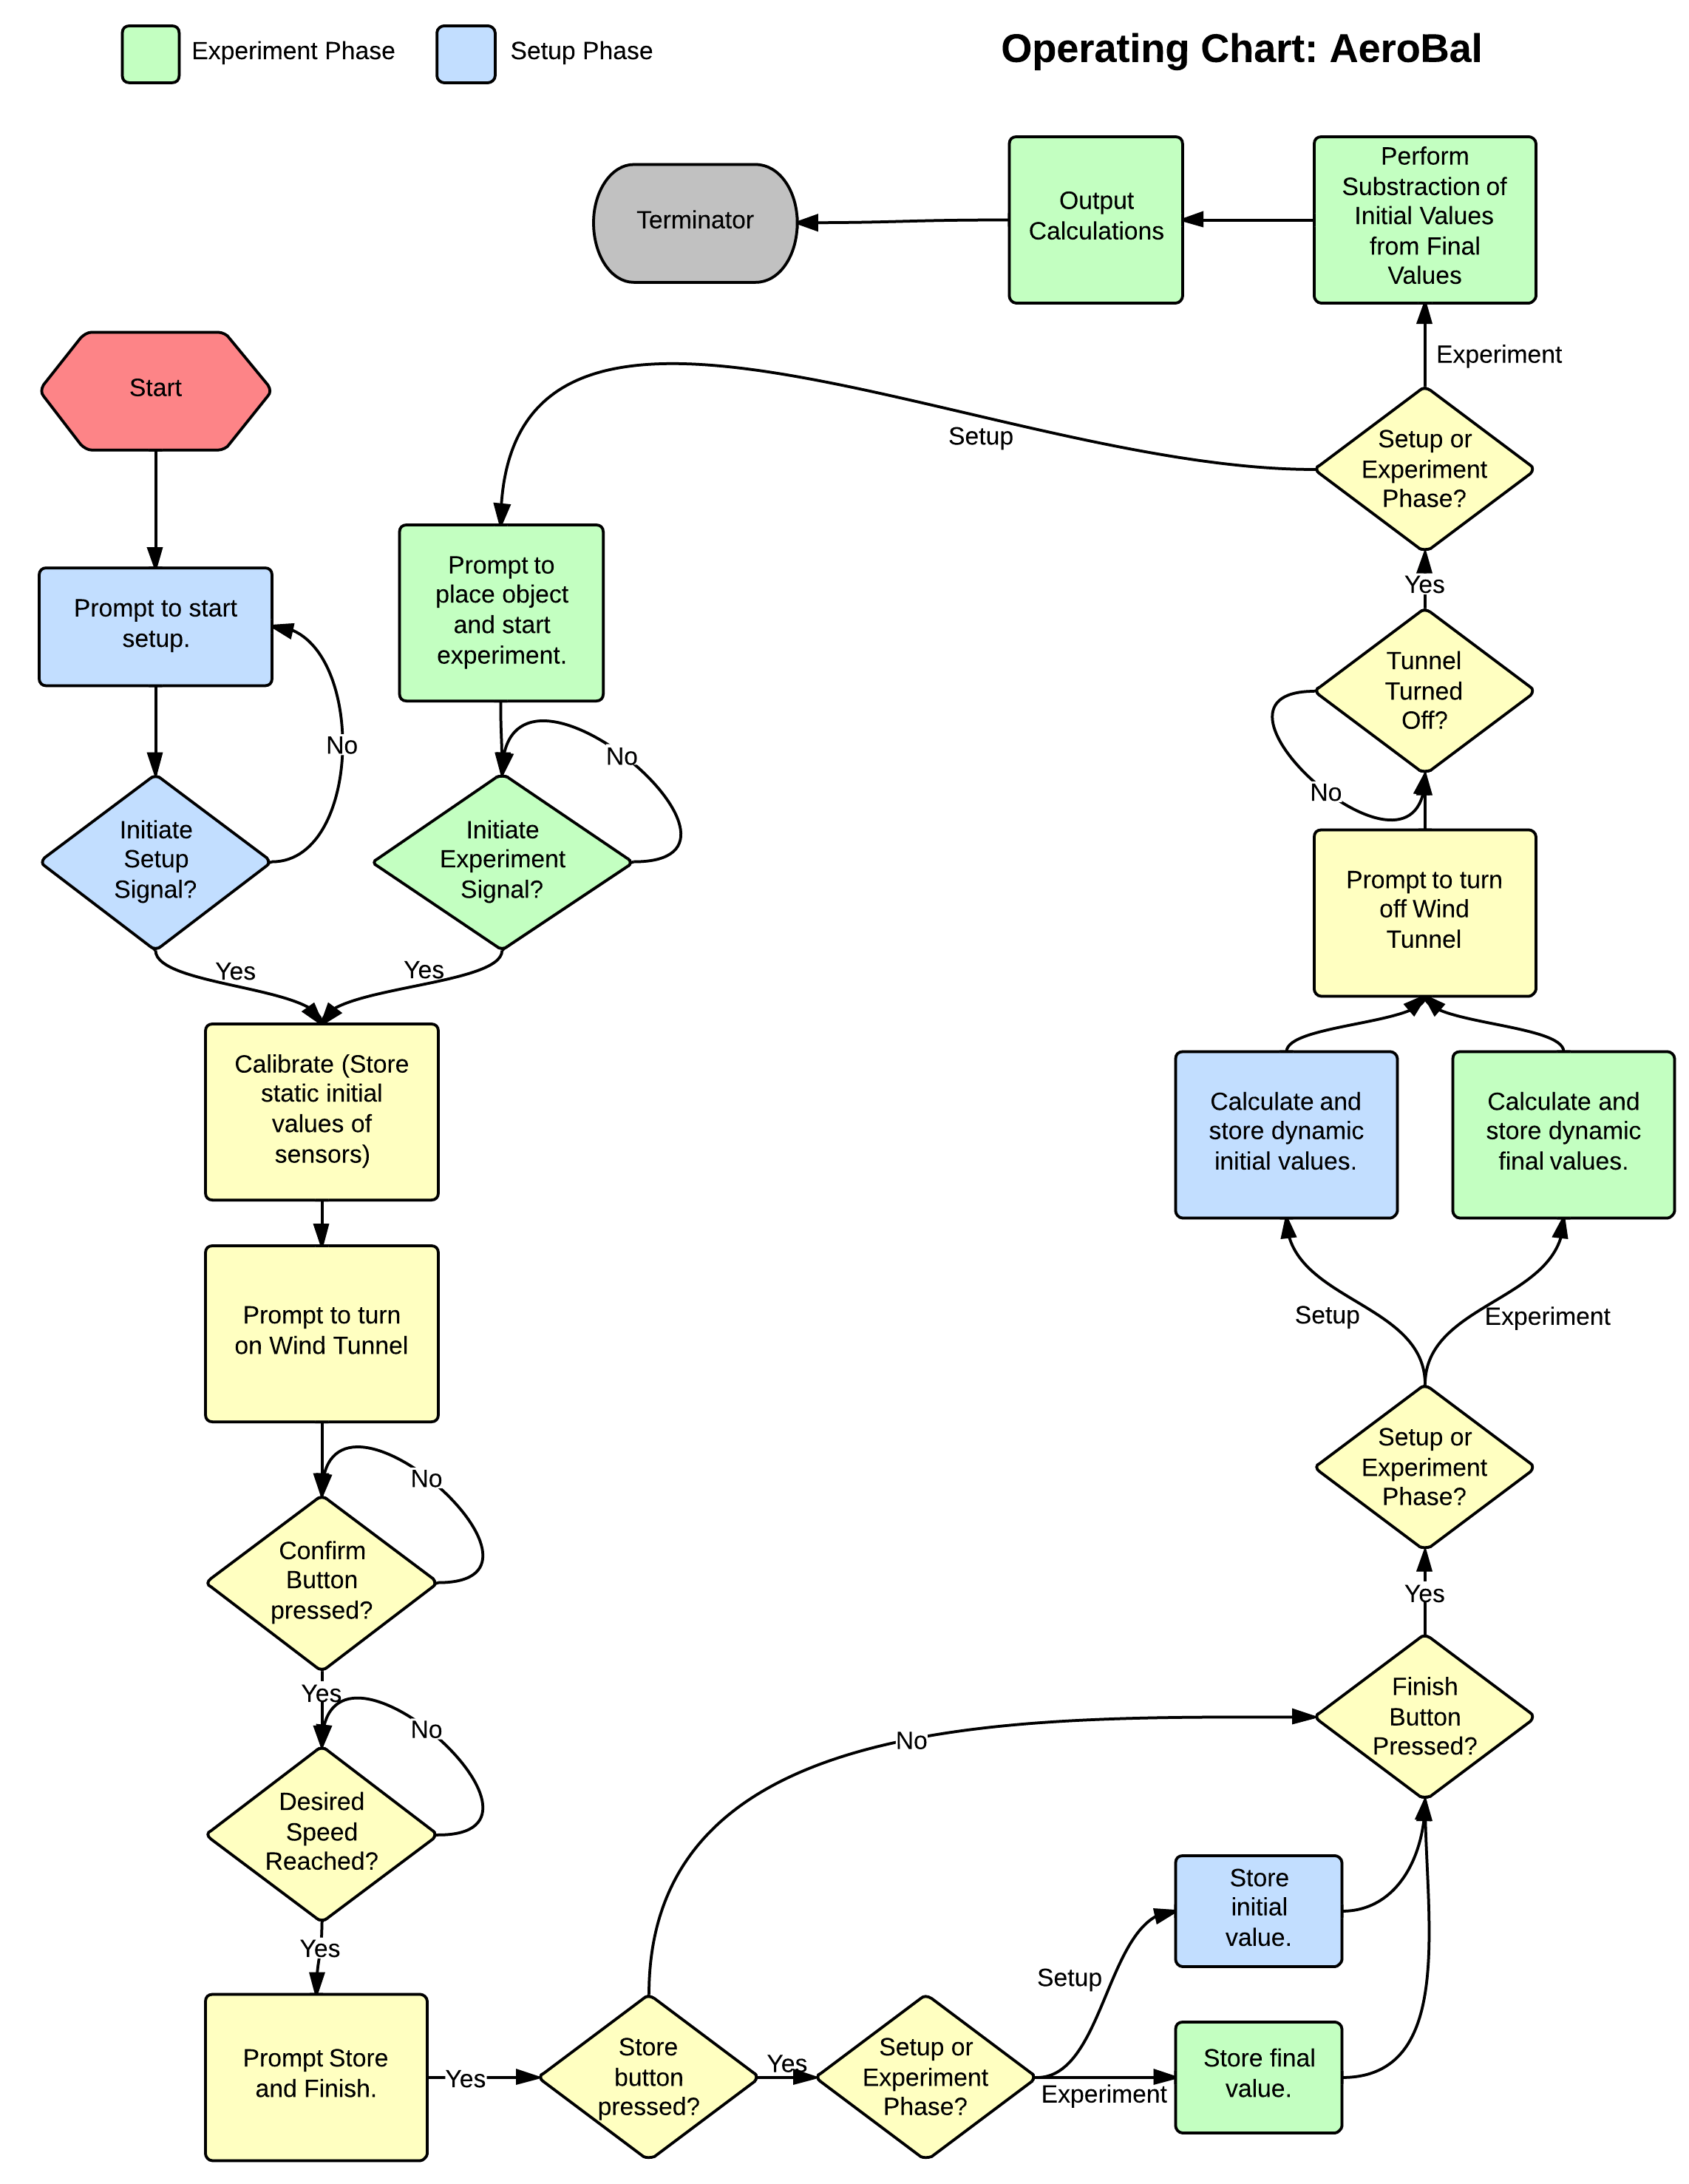 Experiment Phase
Setup Phase
Operating Chart: AeroBal
Terminator
Output
Calculations
Perform
Substraction of
Initial Values
from Final
Values
Experiment
Start
Setup
Setup or
Experiment
Phase?
Prompt to start
setup.
Prompt to
place object
and start
experiment.
Yes
Tunnel
Turned
Off?
No
No
No
Initiate
Setup
Signal?
Initiate
Experiment
Signal?
Prompt to turn
off Wind
Tunnel
Yes
Yes
Calibrate (Store
static initial
values of
sensors)
Calculate and
store dynamic
initial values.
Calculate and
store dynamic
final values.
Prompt to turn
on Wind Tunnel
Setup
Experiment
No
Setup or
Experiment
Phase?
Confirm
Button
pressed?
Yes
Yes
No
No
Finish
Button
Pressed?
Desired
Speed
Reached?
Yes
Store
initial
value.
Setup
Prompt Store
and Finish.
Yes
Store
button
pressed?
Yes
Setup or
Experiment
Phase?
Experiment
Store final
value.